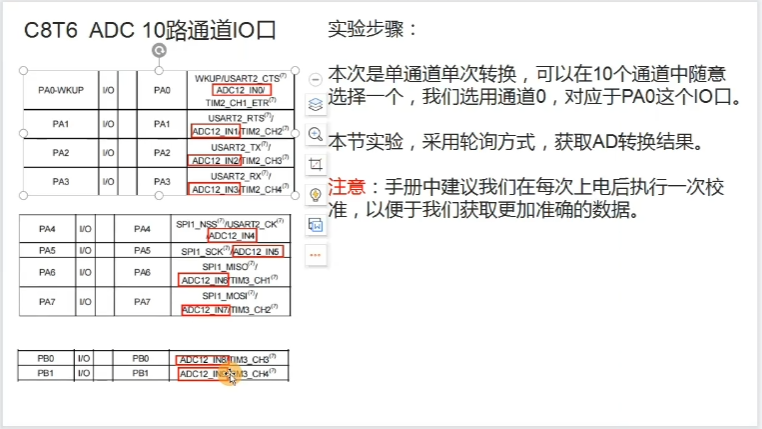 C8T6 ADC 10路通道IO口
PA0-WKUP I/O PA0 WKUP/USART2_CTS(7)
ADC12_IN0/
TIM2_CH1_ETR(7)
PA1 I/O PA1 USART2_RTS/
ADC12_IN1/TIM2_CH2(7)
PA2 I/O PA2 USART2_TX/
ADC12_IN2/TIM2_CH3(7)
PA3 I/O PA3 USART2_RX/
ADC12_IN3/TIM2_CH4(7)
PA4 I/O PA4 SPI1_NSS(7)/USART2_CK(7)
/ADC12_IN4
PA5 I/O PA5 SPI1_SCK(7)/ADC12_IN5
PA6 I/O PA6 SPI1_MISO(7)/
ADC12_IN6/TIM3_CH1(7)
PA7 I/O PA7 SPI1_MOSI(7)/
ADC12_IN7/TIM3_CH2(7)
PB0 I/O PB0 ADC12_IN8/TIM3_CH3(7)
PB1 I/O PB1
实验步骤：
本次是单通道单次转换，可以在10个通道中随意
选择一个，我们选用通道0，对应于PA0这个IO口。
本节实验，采用轮询方式，获取AD转换结果。
注意：手册中建议我们在每次上电后执行一次校
准，以便于我们获取更加准确的数据。